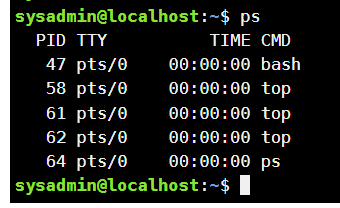 sysadmin@localhost:~$ ps
  PID TTY          TIME CMD
   47 pts/0    00:00:00 bash
   58 pts/0    00:00:00 top
   61 pts/0    00:00:00 top
   62 pts/0    00:00:00 top
   64 pts/0    00:00:00 ps
sysadmin@localhost:~$